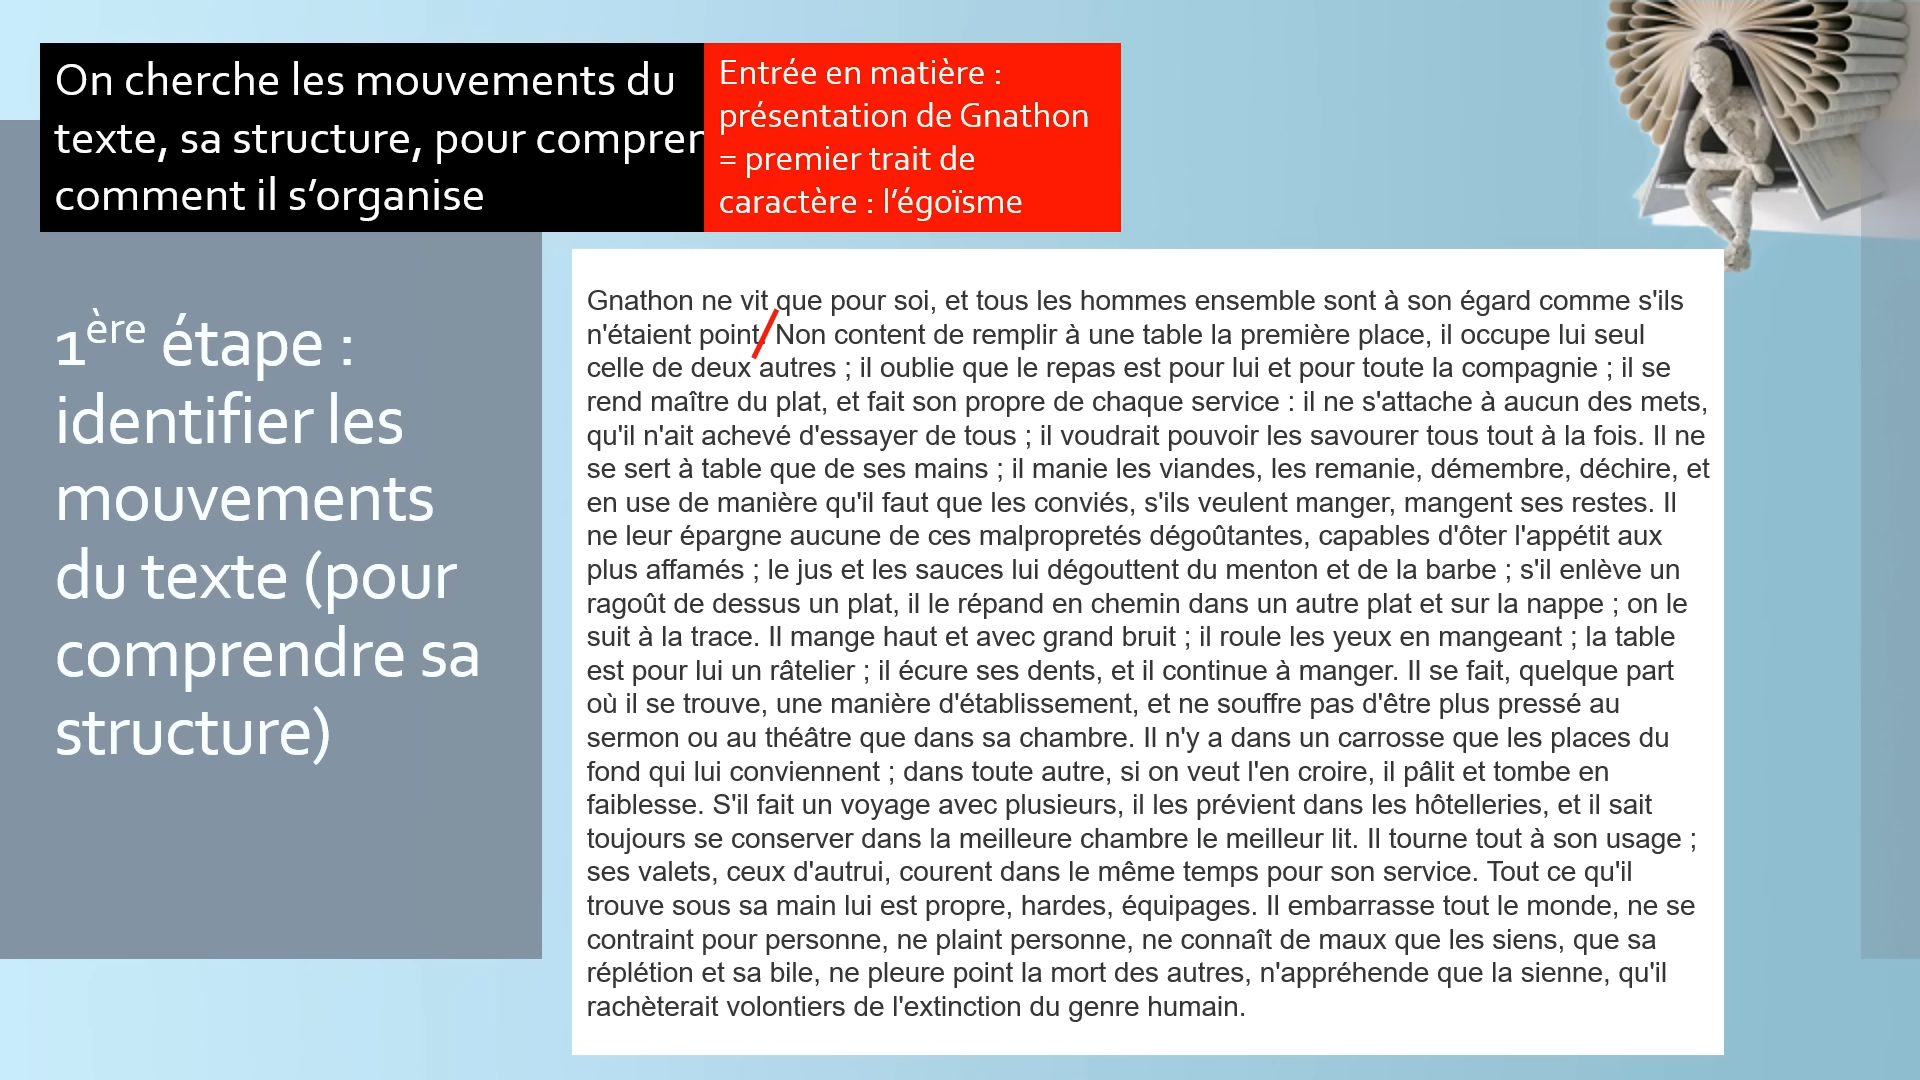 On cherche les mouvements du
texte, sa structure, pour compren
comment il s’organise
Entrée en matière :
présentation de Gnathon
= premier trait de
caractère : l’égoïsme
1ère étape :
identifier les
mouvements
du texte (pour
comprendre sa
structure)
Gnathon ne vit que pour soi, et tous les hommes ensemble sont à son égard comme s'ils
n'étaient point. Non content de remplir à une table la première place, il occupe lui seul
celle de deux autres ; il oublie que le repas est pour lui et pour toute la compagnie ; il se
rend maître du plat, et fait son propre de chaque service : il ne s'attache à aucun des mets,
qu'il n'ait achevé d'essayer de tous ; il voudrait pouvoir les savourer tous tout à la fois. Il ne
se sert à table que de ses mains ; il manie les viandes, les remanie, démembre, déchire, et
en use de manière qu'il faut que les conviés, s'ils veulent manger, mangent ses restes. Il
ne leur épargne aucune de ces malpropretés dégoûtantes, capables d'ôter l'appétit aux
plus affamés ; le jus et les sauces lui dégouttent du menton et de la barbe ; s'il enlève un
ragoût de dessus un plat, il le répand en chemin dans un autre plat et sur la nappe ; on le
suit à la trace. Il mange haut et avec grand bruit ; il roule les yeux en mangeant ; la table
est pour lui un râtelier ; il écure ses dents, et il continue à manger. Il se fait, quelque part
où il se trouve, une manière d'établissement, et ne souffre pas d'être plus pressé au
sermon ou au théâtre que dans sa chambre. Il n'y a dans un carrosse que les places du
fond qui lui conviennent ; dans toute autre, si on veut l'en croire, il pâlit et tombe en
faiblesse. S'il fait un voyage avec plusieurs, il les prévient dans les hôtelleries, et il sait
toujours se conserver dans la meilleure chambre le meilleur lit. Il tourne tout à son usage ;
ses valets, ceux d'autrui, courent dans le même temps pour son service. Tout ce qu'il
trouve sous sa main lui est propre, hardes, équipages. Il embarrasse tout le monde, ne se
contraint pour personne, ne plaint personne, ne connaît de maux que les siens, que sa
réplétion et sa bile, ne pleure point la mort des autres, n'appréhende que la sienne, qu'il
rachèterait volontiers de l'extinction du genre humain.